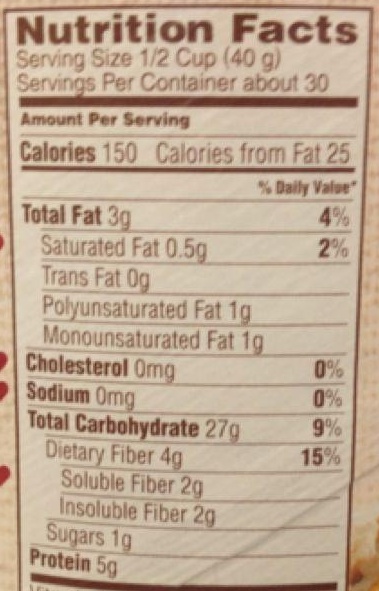 Nutrition Facts
Serving Size 1/2 Cup (40 g)
Servings Per Container about 30
Amount Per Serving
Calories 150 Calories from Fat 25
% Daily Value*
Total Fat 3g 4%
Saturated Fat 0.5g 2%
Trans Fat 0g
Polyunsaturated Fat 1g
Monounsaturated Fat 1g
Cholesterol 0mg 0%
Sodium 0mg 0%
Total Carbohydrate 27g 9%
Dietary Fiber 4g 15%
Soluble Fiber 2g
Insoluble Fiber 2g
Sugars 1g
Protein 5g